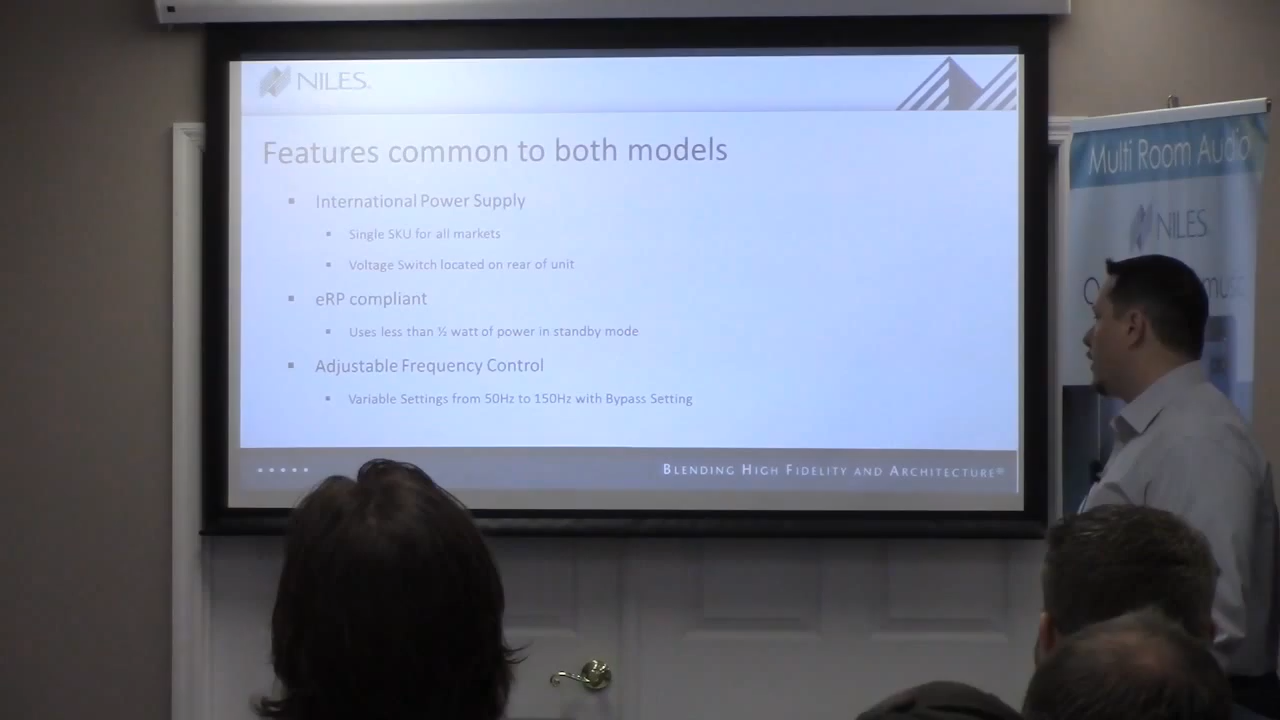 NILES®
Features common to both models
▪ International Power Supply
▪ Single SKU for all markets
▪ Voltage Switch located on rear of unit
▪ eRP compliant
▪ Uses less than ½ watt of power in standby mode
▪ Adjustable Frequency Control
▪ Variable Settings from 50Hz to 150Hz with Bypass Setting
BLENDING HIGH FIDELITY AND ARCHITECTURE®
Multi Room Audio
NILES